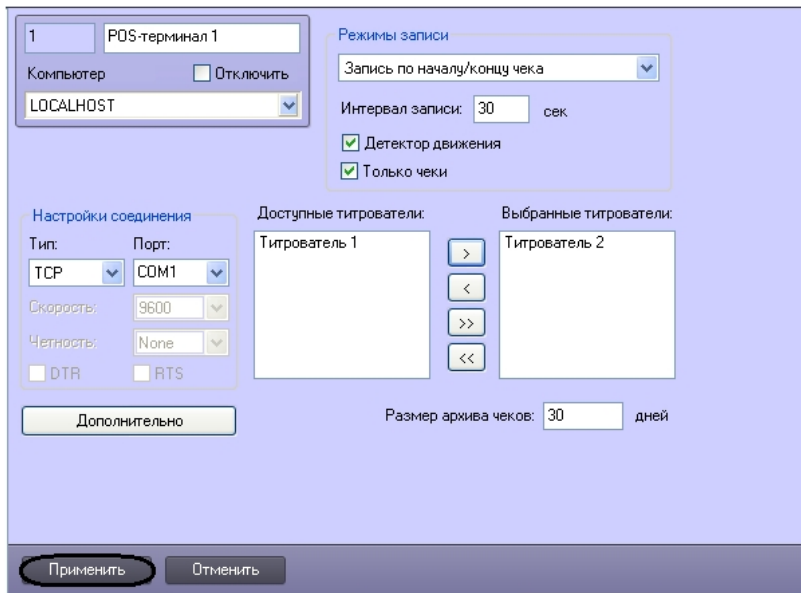 1
POS-терминал 1
Компьютер
Отключить
LOCALHOST
Режимы записи
Запись по началу/концу чека
Интервал записи: 30 сек
Детектор движения
Только чеки
Настройки соединения
Тип: Порт:
TCP COM1
Скорость: 9600
Четность: None
DTR RTS
Дополнительно
Доступные титрователи:
Титрователь 1
>
<
>>
<<
Выбранные титрователи:
Титрователь 2
Размер архива чеков: 30 дней
Применить Отменить